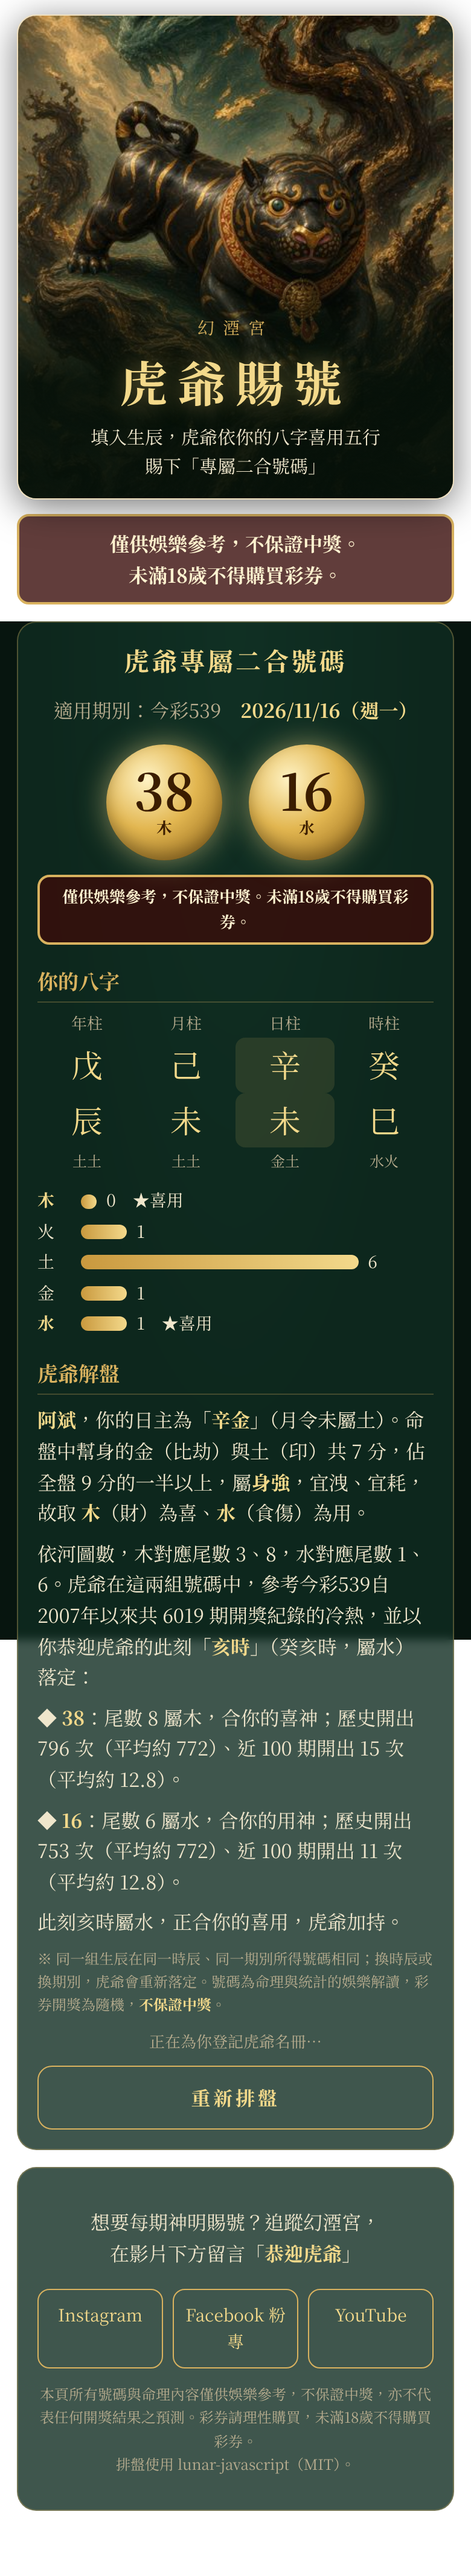 幻湮宮
虎爺賜號
填入生辰，虎爺依你的八字喜用五行
賜下「專屬二合號碼」
僅供娛樂參考，不保證中獎。
未滿18歲不得購買彩券。
虎爺專屬二合號碼
適用期別：今彩539 2026/11/16（週一）
38 16
木 水
僅供娛樂參考，不保證中獎。未滿18歲不得購買彩
券。
你的八字
年柱 月柱 日柱 時柱
戊 己 辛 癸
辰 未 未 巳
土土 土土 金土 水火
木 0 ★喜用
火 1
土 6
金 1
水 1 ★喜用
虎爺解盤
阿斌，你的日主為「辛金」（月令未屬土）。命
盤中幫身的金（比劫）與土（印）共 7 分，佔
全盤 9 分的一半以上，屬身強，宜洩、宜耗，
故取 木（財）為喜、水（食傷）為用。
依河圖數，木對應尾數 3、8，水對應尾數 1、
6。虎爺在這兩組號碼中，參考今彩539自
2007年以來共 6019 期開獎紀錄的冷熱，並以
你恭迎虎爺的此刻「亥時」（癸亥時，屬水）
落定：
◆ 38：尾數 8 屬木，合你的喜神；歷史開出
796 次（平均約 772）、近 100 期開出 15 次
（平均約 12.8）。
◆ 16：尾數 6 屬水，合你的用神；歷史開出
753 次（平均約 772）、近 100 期開出 11 次
（平均約 12.8）。
此刻亥時屬水，正合你的喜用，虎爺加持。
※ 同一組生辰在同一時辰、同一期別所得號碼相同；換時辰或
換期別，虎爺會重新落定。號碼為命理與統計的娛樂解讀，彩
券開獎為隨機，不保證中獎。
正在為你登記虎爺名冊…
重新排盤
想要每期神明賜號？追蹤幻湮宮，
在影片下方留言「恭迎虎爺」
Instagram Facebook 粉 YouTube
專
本頁所有號碼與命理內容僅供娛樂參考，不保證中獎，亦不代
表任何開獎結果之預測。彩券請理性購買，未滿18歲不得購買
彩券。
排盤使用 lunar-javascript（MIT）。